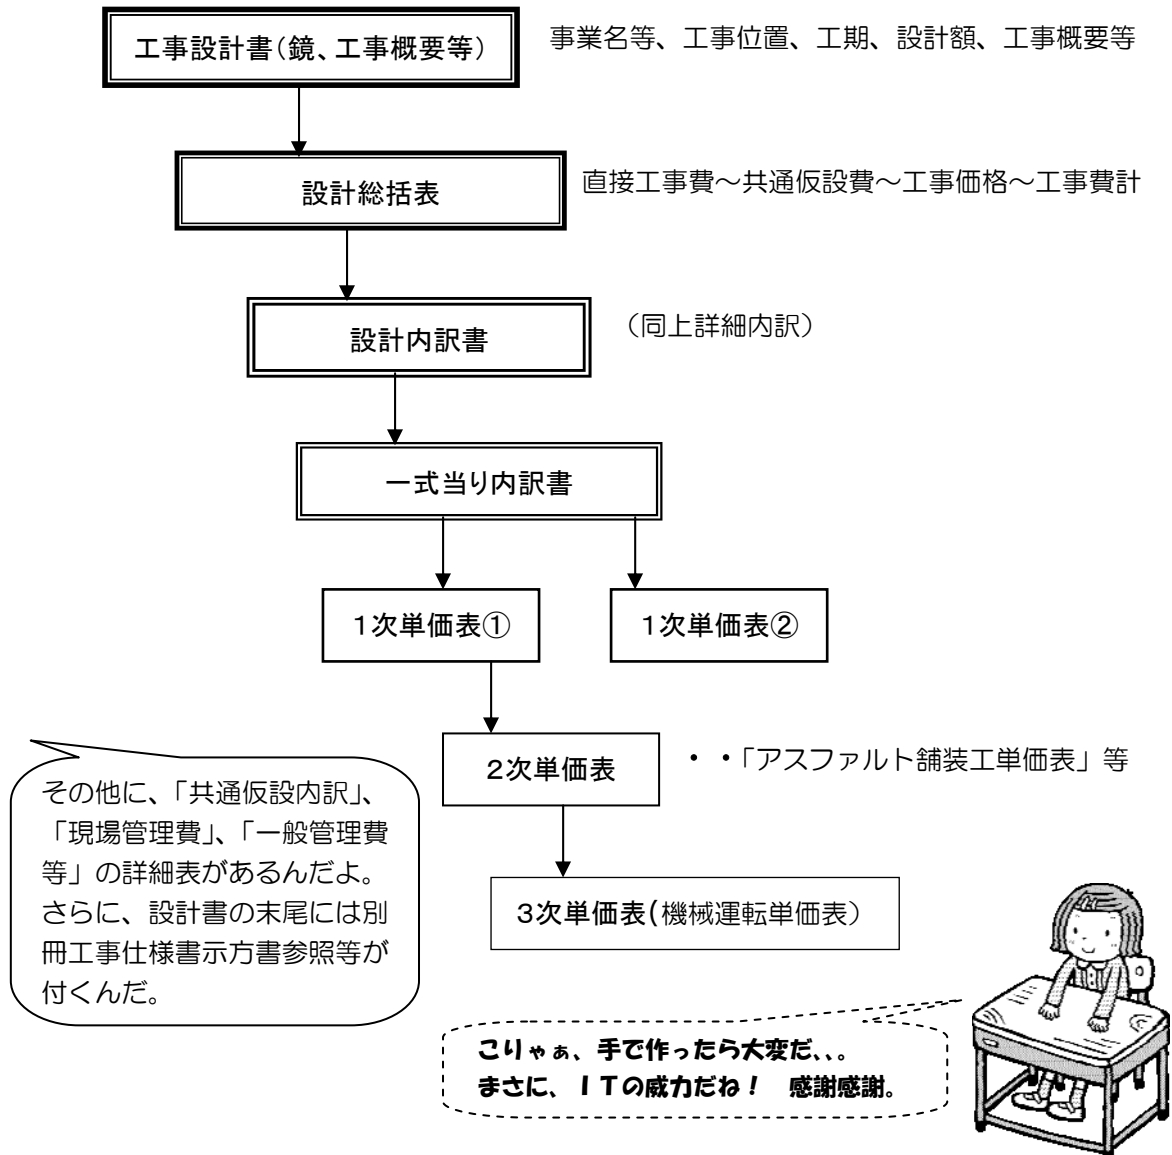 工事設計書(鏡、工事概要等)
事業名等、工事位置、工期、設計額、工事概要等
設計総括表
直接工事費～共通仮設費～工事価格～工事費計
設計内訳書
（同上詳細内訳）
一式当り内訳書
１次単価表①
１次単価表②
２次単価表
・・「アスファルト舗装工単価表」等
３次単価表(機械運転単価表）
その他に、「共通仮設内訳」、
「現場管理費」、「一般管理費
等」の詳細表があるんだよ。
さらに、設計書の末尾には別
冊工事仕様書示方書参照等が
付くんだ。
こりゃぁ、手で作ったら大変だ、、。
まさに、ＩＴの威力だね！　感謝感謝。